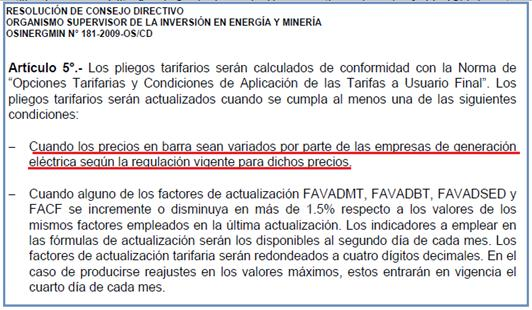 RESOLUCIÓN DE CONSEJO DIRECTIVO
ORGANISMO SUPERVISOR DE LA INVERSIÓN EN ENERGÍA Y MINERÍA
OSINERGMIN N° 181-2009-OS/CD
Artículo 5º.- Los pliegos tarifarios serán calculados de conformidad con la Norma de
“Opciones Tarifarias y Condiciones de Aplicación de las Tarifas a Usuario Final”. Los
pliegos tarifarios serán actualizados cuando se cumpla al menos una de las siguientes
condiciones:
– Cuando los precios en barra sean variados por parte de las empresas de generación
eléctrica según la regulación vigente para dichos precios.
– Cuando alguno de los factores de actualización FAVADMT, FAVADBT, FAVADSED y
FACF se incremente o disminuya en más de 1.5% respecto a los valores de los
mismos factores empleados en la última actualización. Los indicadores a emplear en
las fórmulas de actualización serán los disponibles al segundo día de cada mes. Los
factores de actualización tarifaria serán redondeados a cuatro dígitos decimales. En el
caso de producirse reajustes en los valores máximos, estos entrarán en vigencia el
cuarto día de cada mes.